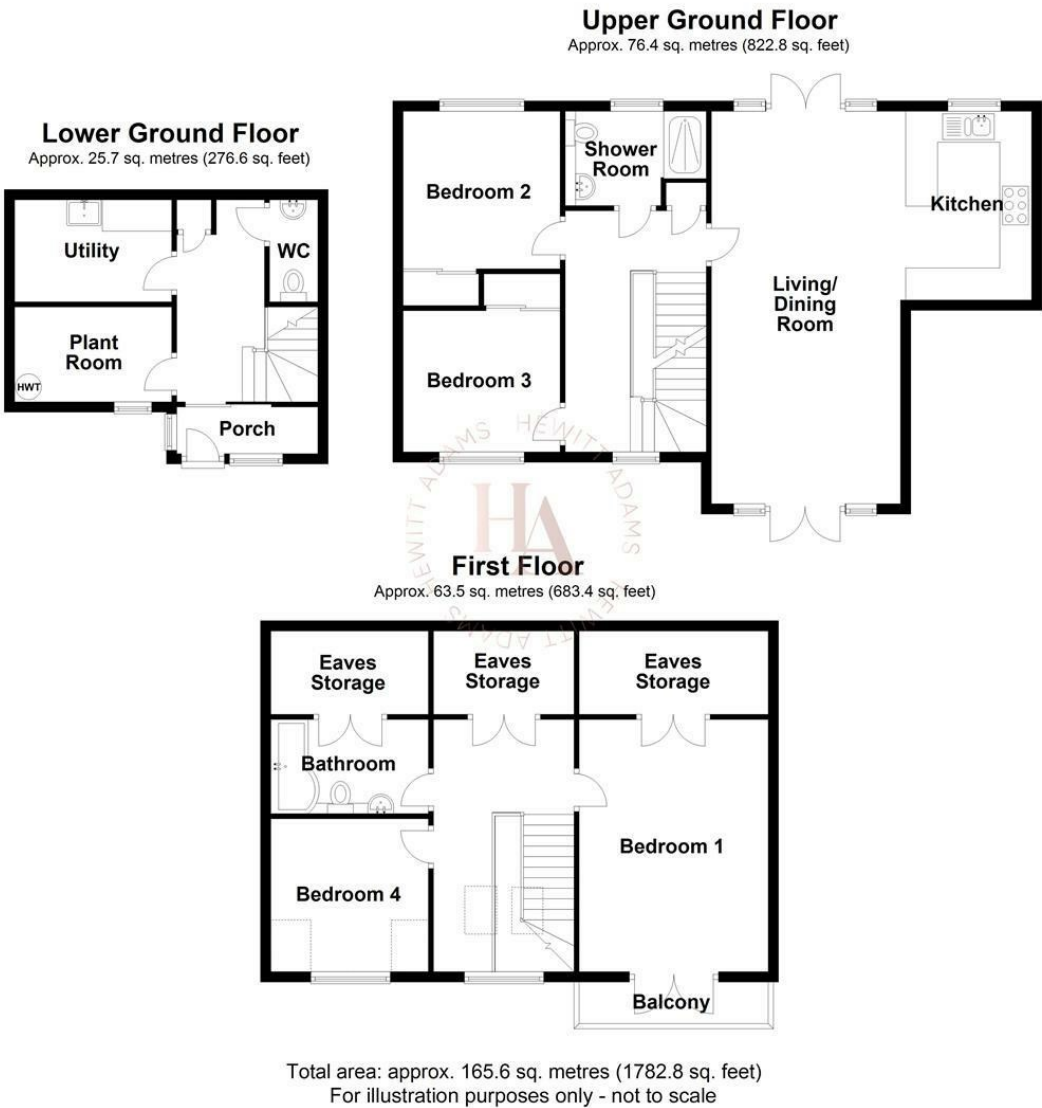 Upper Ground Floor
Approx. 76.4 sq. metres (822.8 sq. feet)
Lower Ground Floor
Approx. 25.7 sq. metres (276.6 sq. feet)
Utility
WC
Plant
Room
HWT
Porch
Bedroom 2
Shower
Room
Kitchen
Living/
Dining
Room
Bedroom 3
HEWITT ADAMS HEWITT ADAMS HEWITT ADAMS
HA
First Floor
Approx. 63.5 sq. metres (683.4 sq. feet)
Eaves
Storage
Eaves
Storage
Eaves
Storage
Bathroom
Bedroom 1
Bedroom 4
Balcony
Total area: approx. 165.6 sq. metres (1782.8 sq. feet)
For illustration purposes only - not to scale